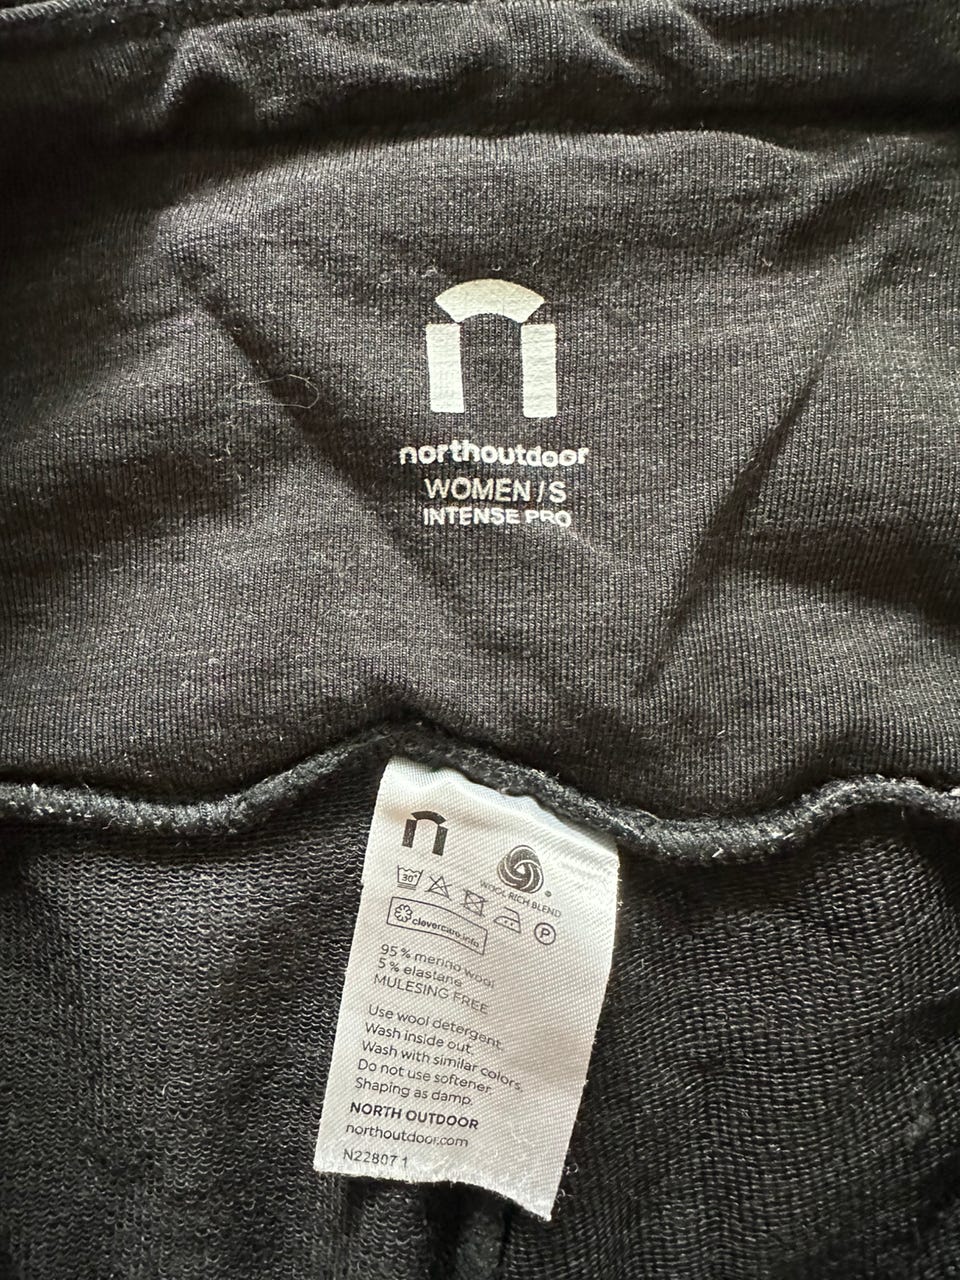 northoutdoor
WOMEN / S
INTENSE PRO
WOOL RICH BLEND
30°
clevercare.info
P
95 % merino wool
5 % elastane
MULESING FREE
Use wool detergent.
Wash inside out.
Wash with similar colors.
Do not use softener.
Shaping as damp.
NORTH OUTDOOR
northoutdoor.com
N22807 1